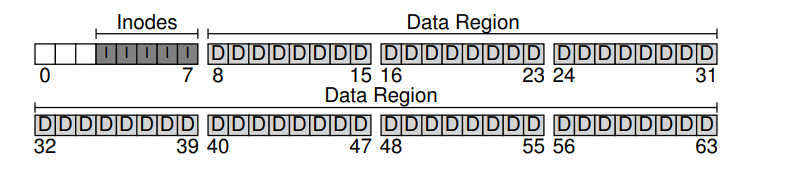 Inodes Data Region
I I I I I D D D D D D D D D D D D D D D D D D D D D D D D
0 7 8 15 16 23 24 31
Data Region
D D D D D D D D D D D D D D D D D D D D D D D D D D D D D D D D
32 39 40 47 48 55 56 63